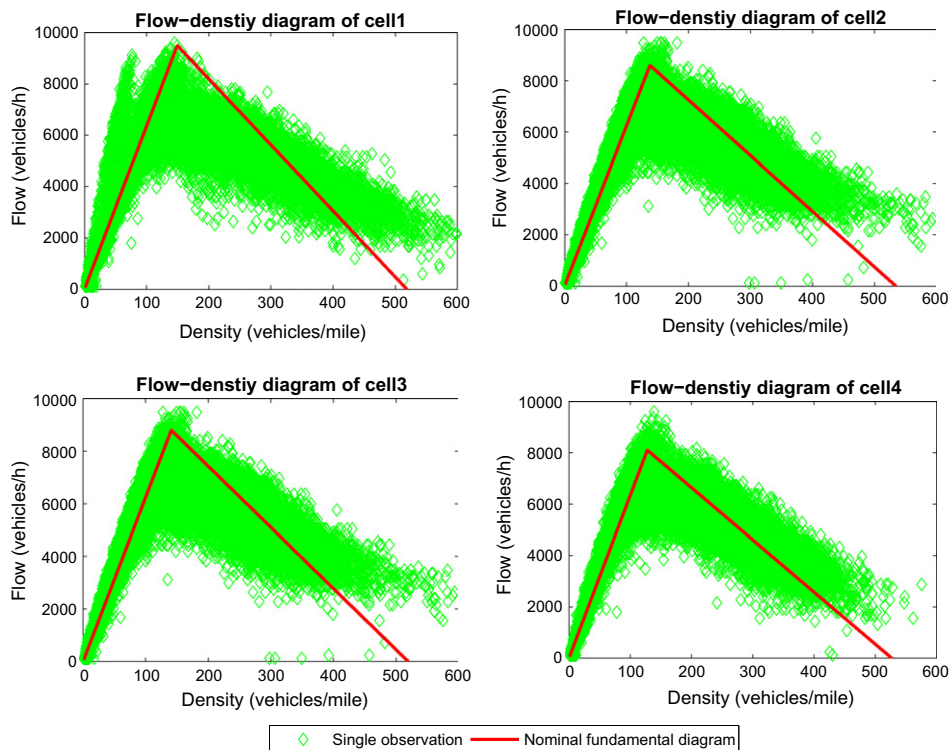 Flow−denstiy diagram of cell1
10000
8000
6000
4000
2000
0
Flow (vehicles/h)
0 100 200 300 400 500 600
Density (vehicles/mile)
Flow−denstiy diagram of cell2
10000
8000
6000
4000
2000
0
Flow (vehicles/h)
0 100 200 300 400 500 600
Density (vehicles/mile)
Flow−denstiy diagram of cell3
10000
8000
6000
4000
2000
0
Flow (vehicles/h)
0 100 200 300 400 500 600
Density (vehicles/mile)
Flow−denstiy diagram of cell4
10000
8000
6000
4000
2000
0
Flow (vehicles/h)
0 100 200 300 400 500 600
Density (vehicles/mile)
Single observation Nominal fundamental diagram